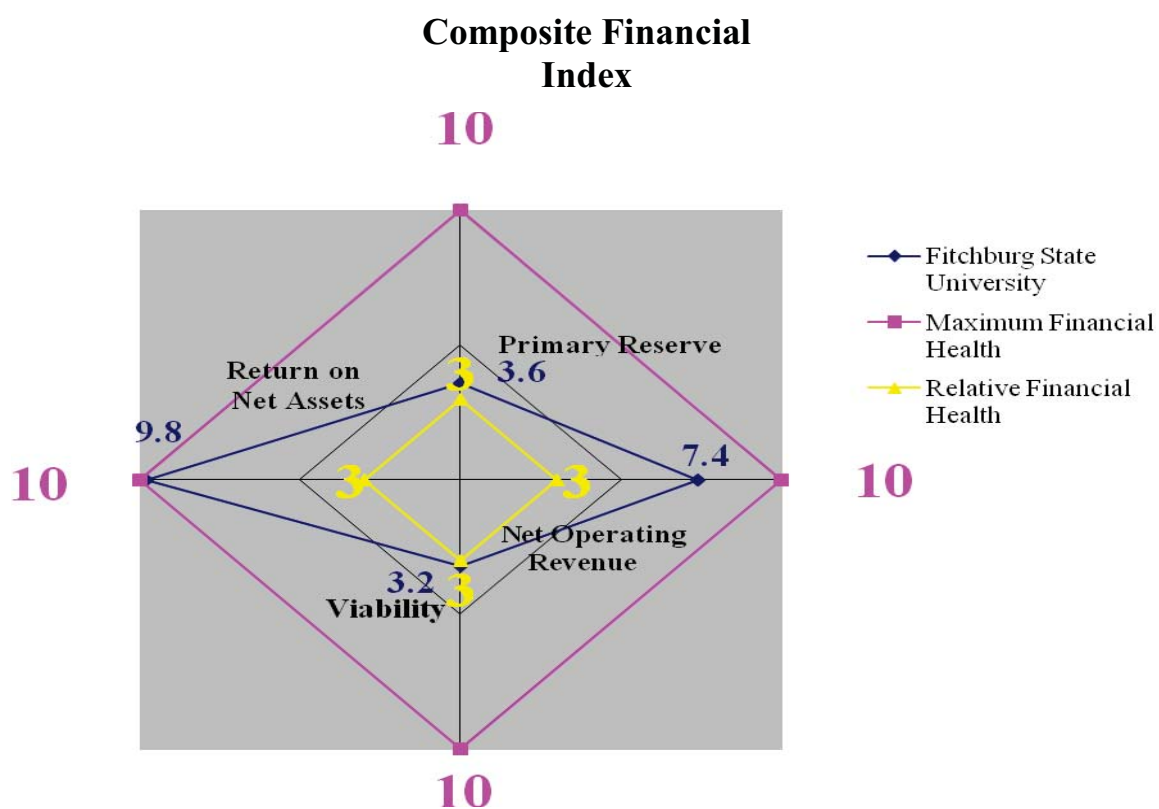 Composite Financial
Index
10
Primary Reserve
3
3.6
Return on
Net Assets
9.8
7.4
10
3
3
10
Net Operating
Revenue
3.2
3
Viability
10
Fitchburg State
University
Maximum Financial
Health
Relative Financial
Health